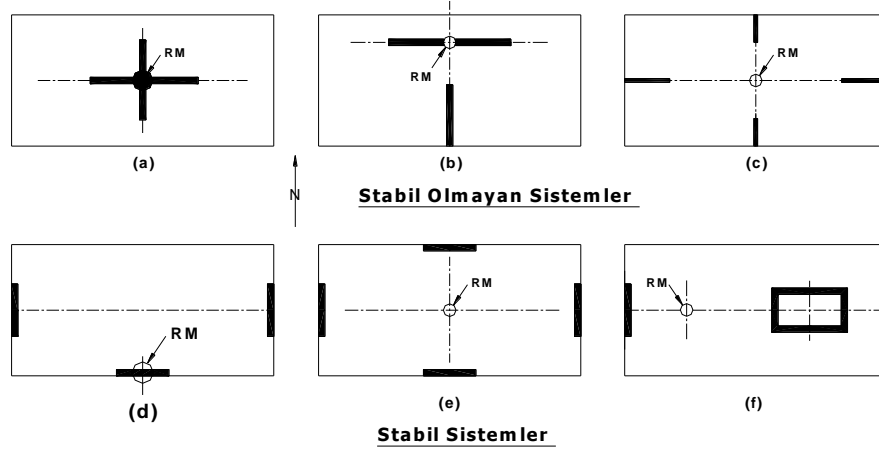 RM
RM
RM
(a)
(b)
(c)
N
Stabil Olmayan Sistemler
RM
RM
RM
(d)
(e)
(f)
Stabil Sistemler